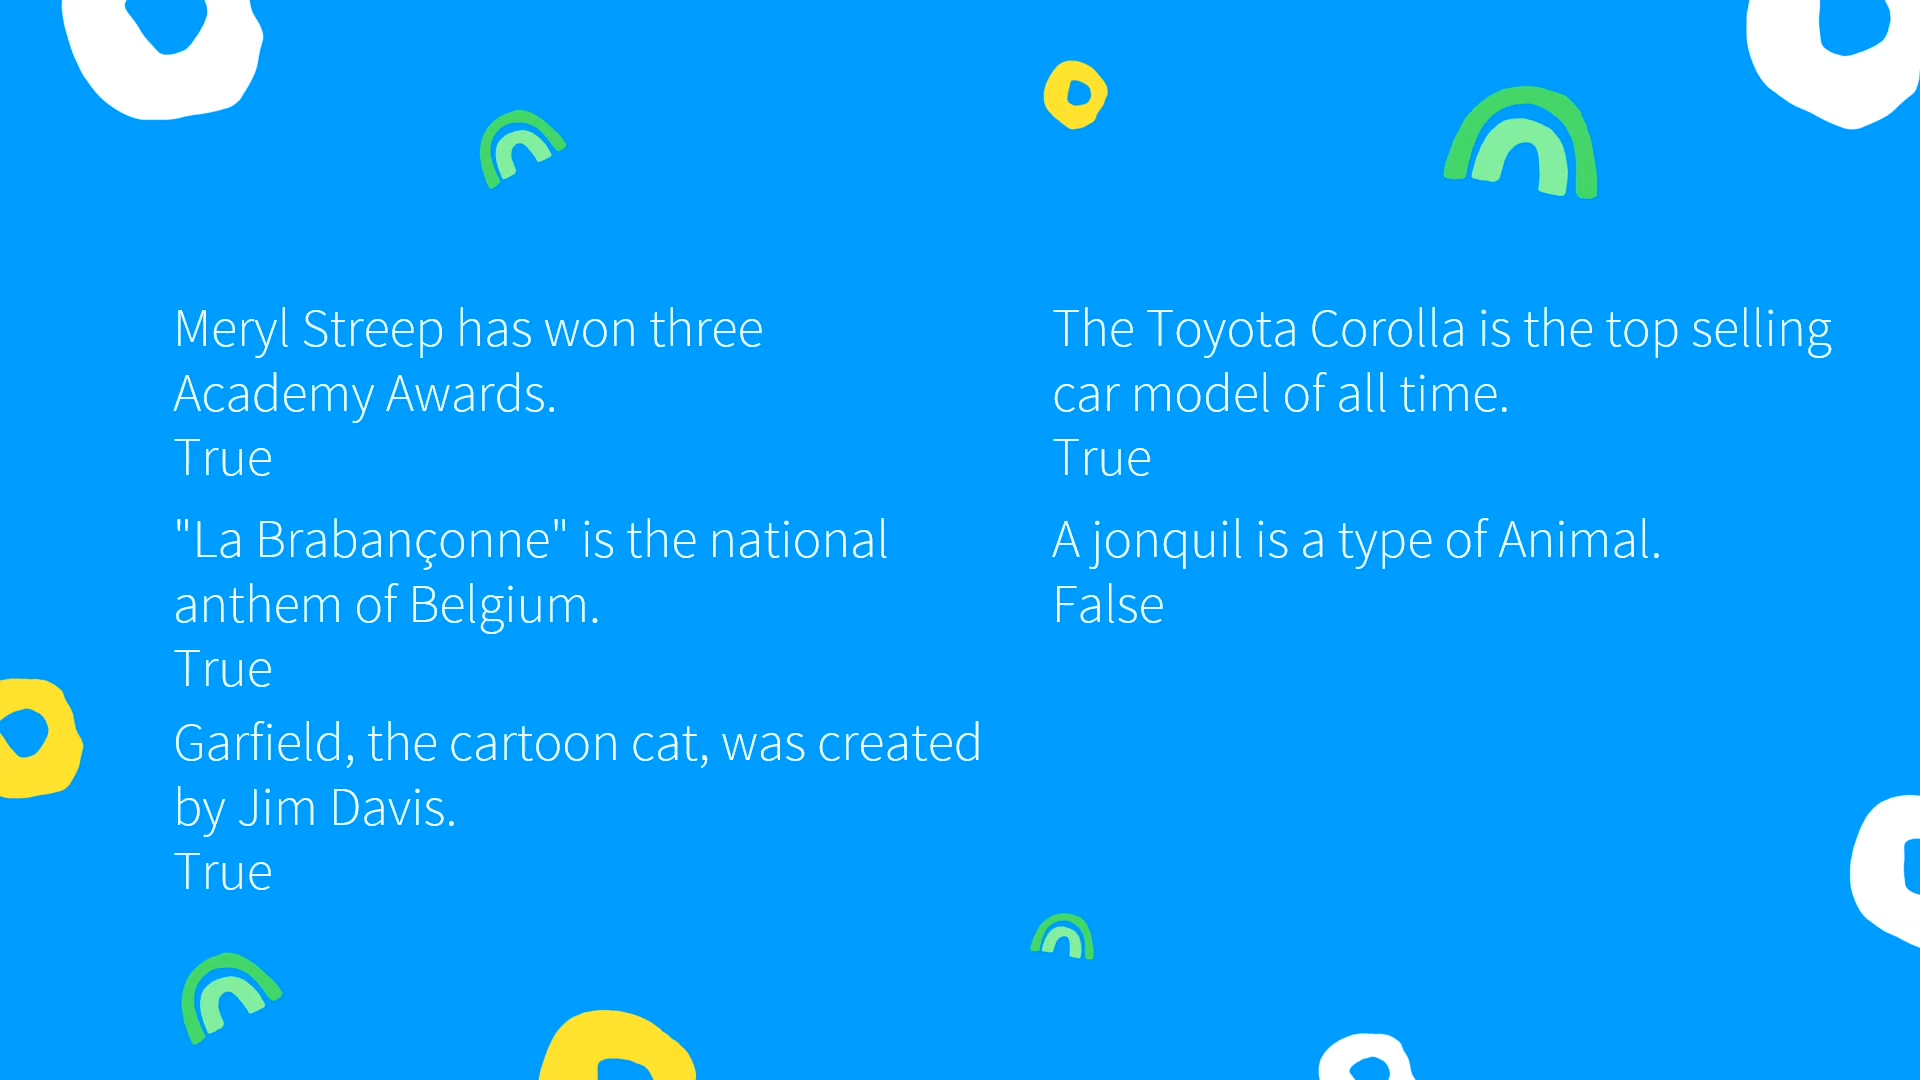 Meryl Streep has won three
Academy Awards.
True
"La Brabançonne" is the national
anthem of Belgium.
True
Garfield, the cartoon cat, was created
by Jim Davis.
True
The Toyota Corolla is the top selling
car model of all time.
True
A jonquil is a type of Animal.
False